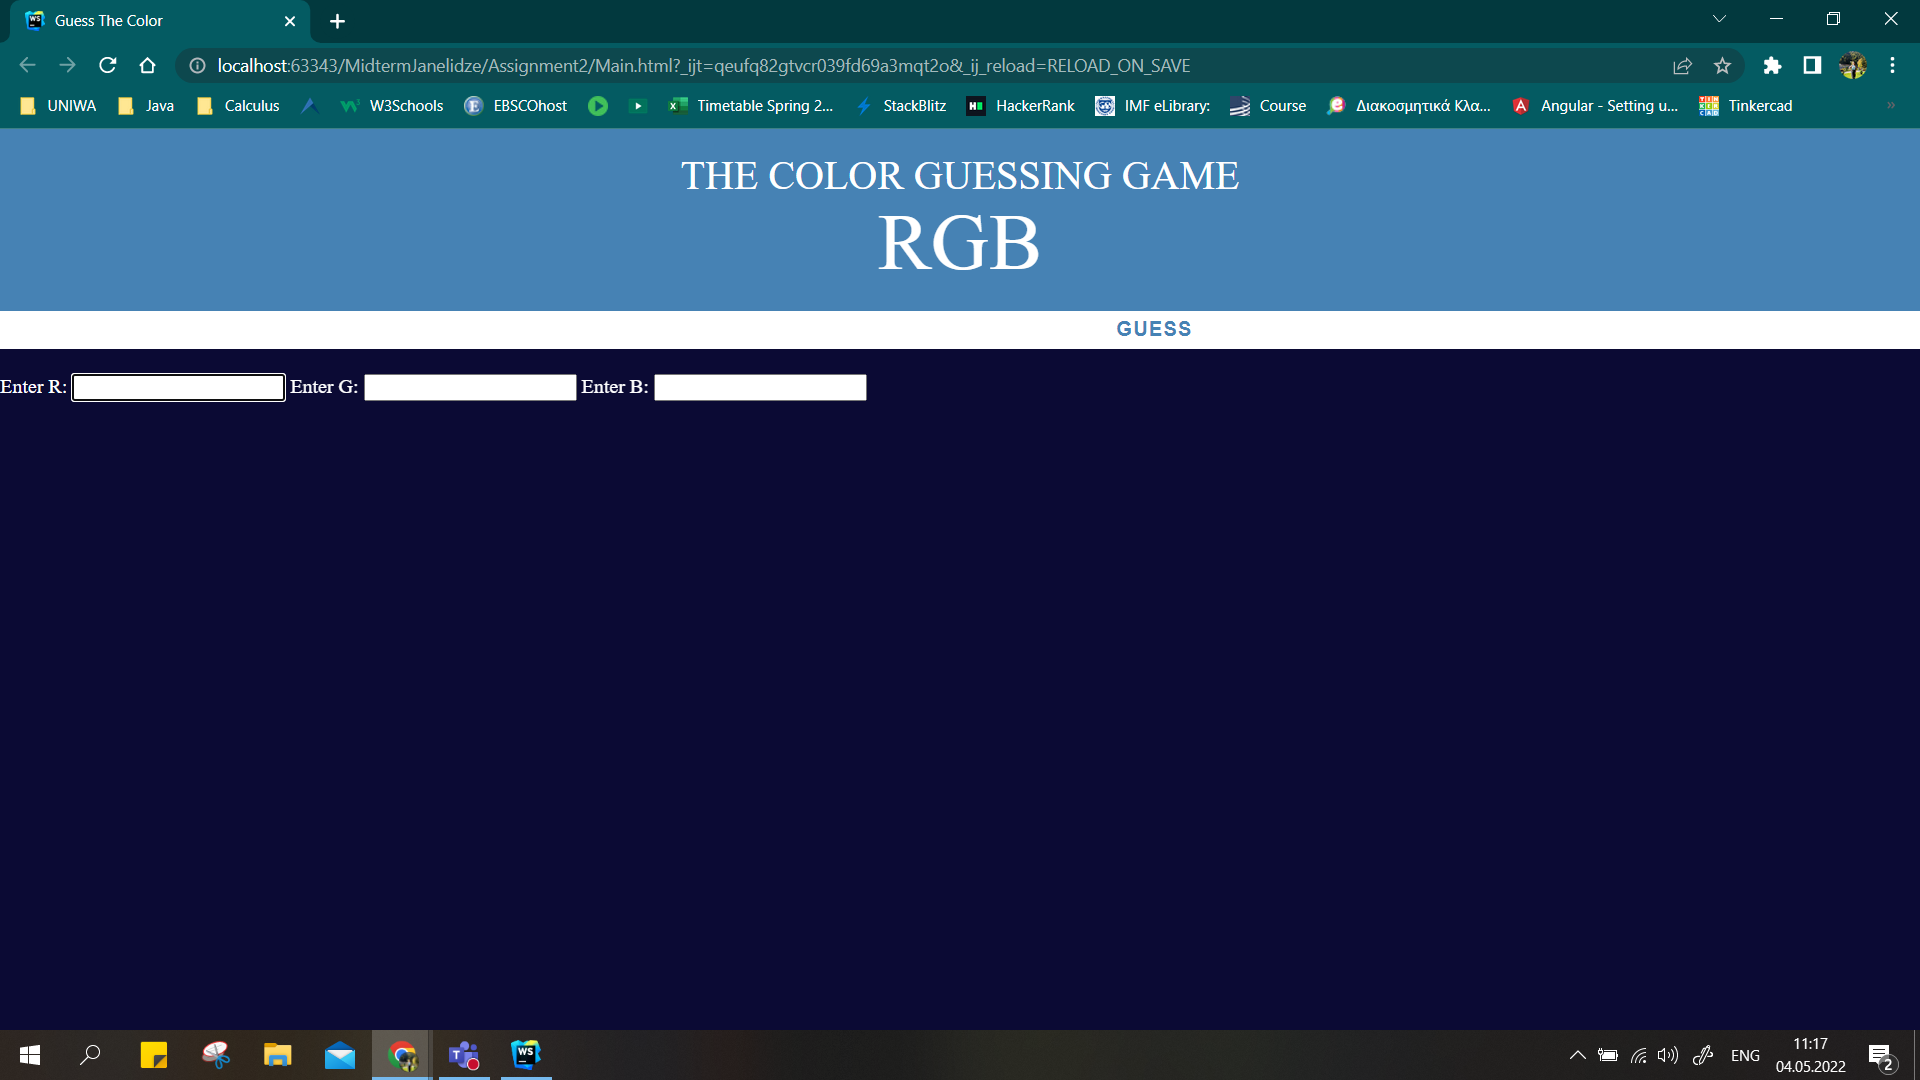 Guess The Color
localhost:63343/MidtermJanelidze/Assignment2/Main.html?_ijt=qeufq82gtvcr039fd69a3mqt2o&_ij_reload=RELOAD_ON_SAVE
UNIWA Java Calculus W3Schools EBSCOhost Timetable Spring 2... StackBlitz HackerRank IMF eLibrary: Course Διακοσμητικά Κλα... Angular - Setting u... Tinkercad »
THE COLOR GUESSING GAME
RGB
GUESS
Enter R: Enter G: Enter B:
ENG
11:17
04.05.2022
2